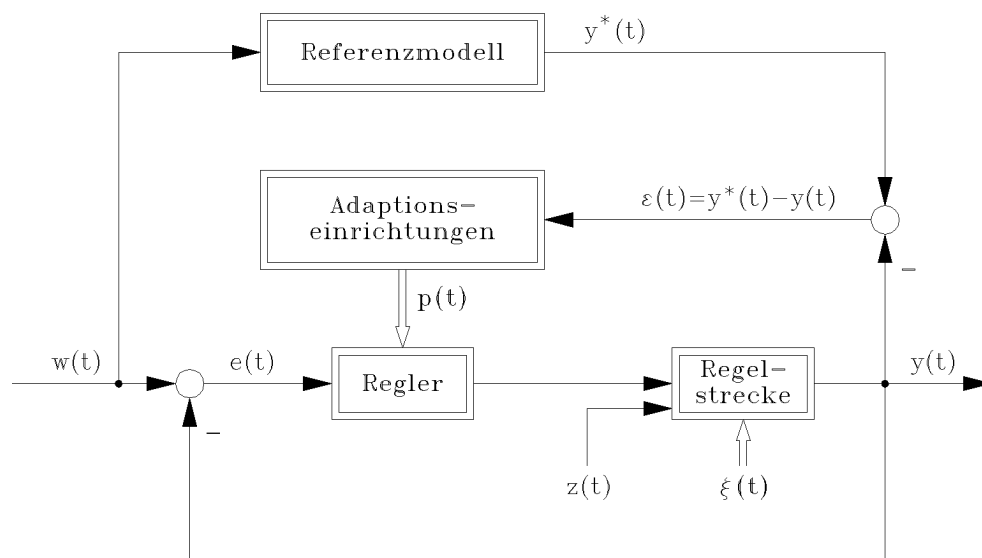 y*(t)
Referenzmodell
ε(t)=y*(t)−y(t)
Adaptions−
einrichtungen
−
p(t)
w(t)
e(t)
Regler
Regel−
strecke
y(t)
−
z(t)
ξ(t)